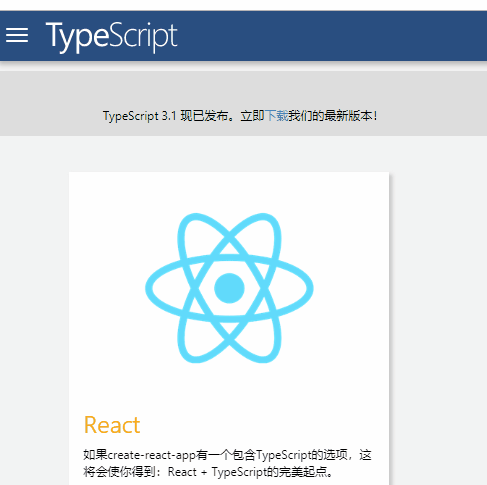 TypeScript
TypeScript 3.1 现已发布。立即下载我们的最新版本！
React
如果create-react-app有一个包含TypeScript的选项，这
将会使你得到：React + TypeScript的完美起点。